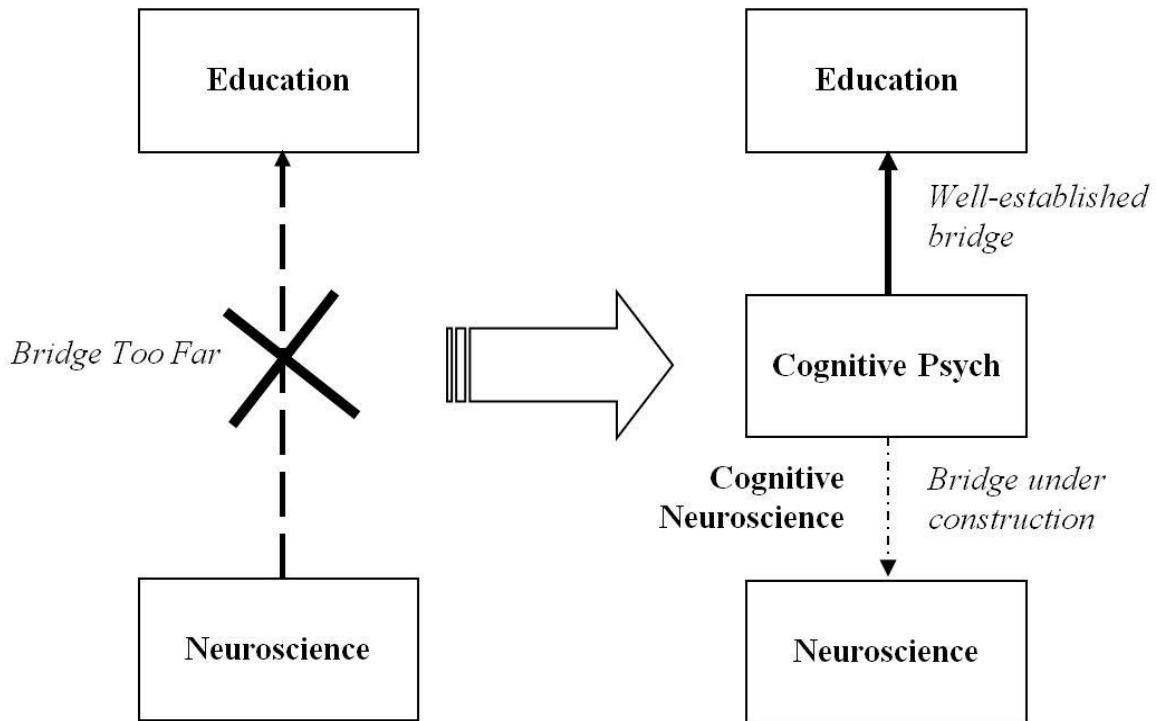 Education
Bridge Too Far
Neuroscience
Education
Well-established
bridge
Cognitive Psych
Cognitive
Neuroscience
Bridge under
construction
Neuroscience